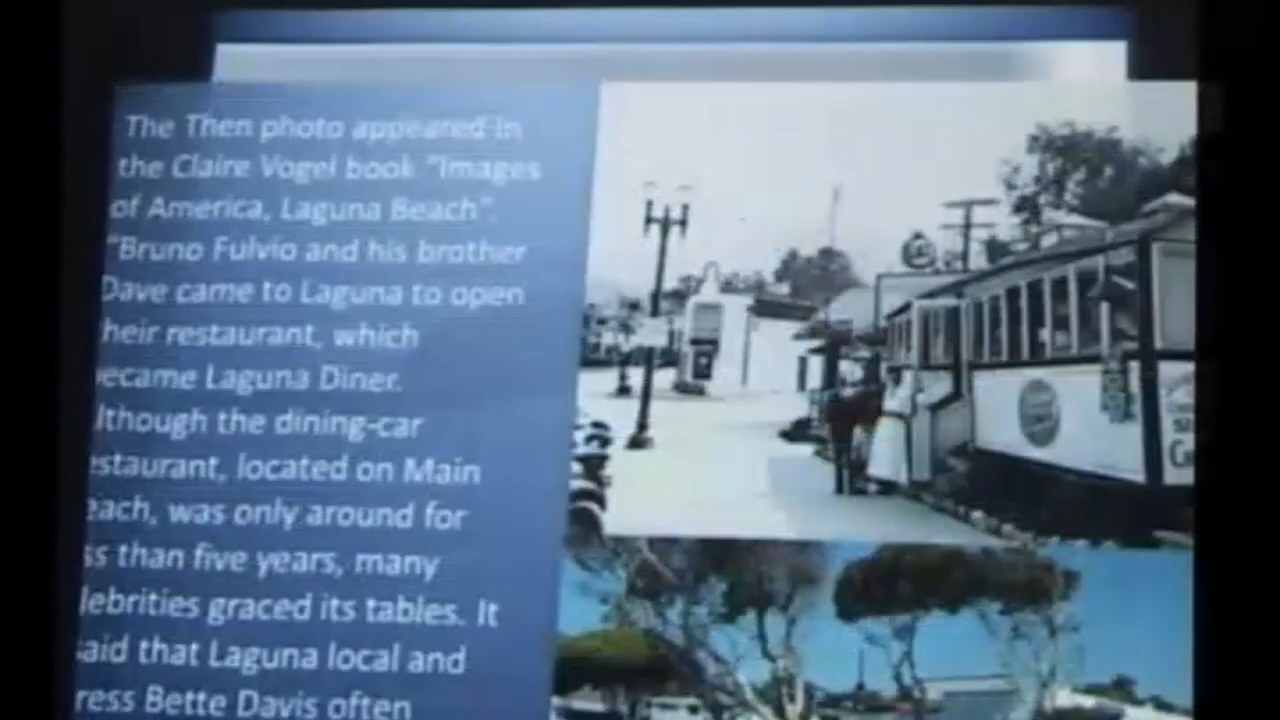 The Then photo appeared in
the Claire Vogel book "Images
of America, Laguna Beach".
"Bruno Fulvio and his brother
Dave came to Laguna to open
heir restaurant, which
ecame Laguna Diner.
lthough the dining-car
estaurant, located on Main
each, was only around for
ss than five years, many
lebrities graced its tables. It
aid that Laguna local and
ress Bette Davis often